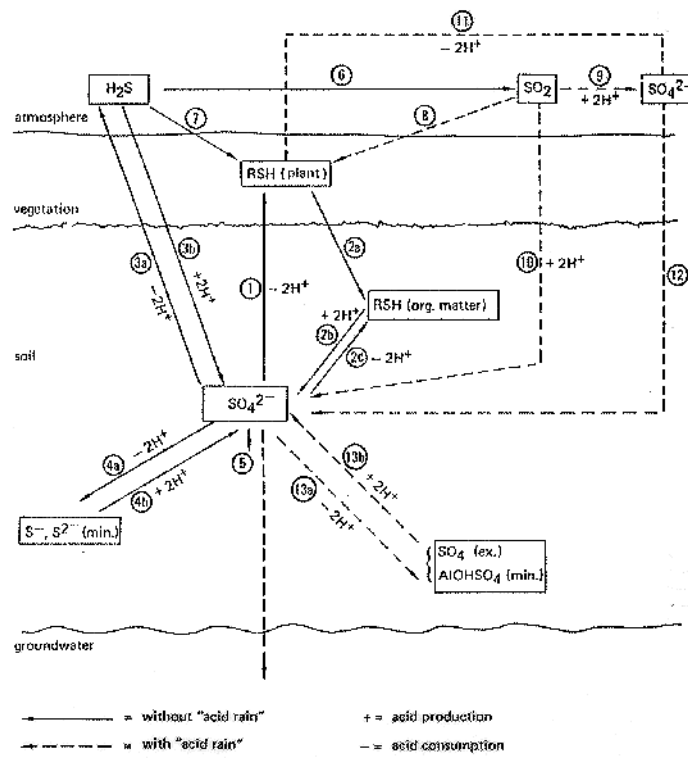 11
− 2H⁺
H₂S
6
SO₂
9
+ 2H⁺
SO₄²⁻
atmosphere
7
8
RSH (plant)
vegetation
3a
− 2H⁺
3b
+ 2H⁺
1
− 2H⁺
2a
10
+ 2H⁺
12
RSH (org. matter)
+ 2H⁺
2b
2c
− 2H⁺
soil
SO₄²⁻
4a
− 2H⁺
4b
+ 2H⁺
5
13a
− 2H⁺
13b
+ 2H⁺
S⁻, S²⁻ (min.)
SO₄ (ex.)
AlOHSO₄ (min.)
groundwater
= without "acid rain"
+ = acid production
= with "acid rain"
− = acid consumption